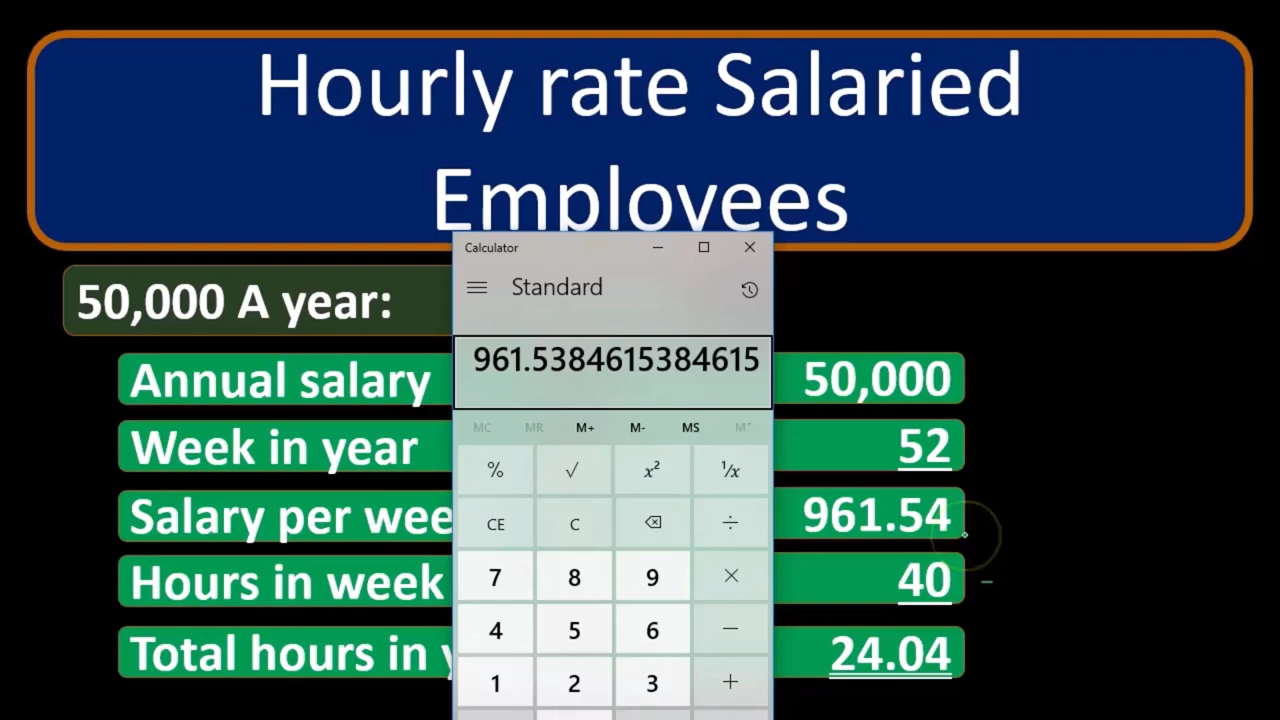 Hourly rate Salaried
Employees
Calculator
Standard
50,000 A year:
961.5384615384615
Annual salary 50,000
MC MR M+ M- MS M˅
Week in year 52
% √ x² ¹/x
Salary per wee 961.54
CE C ⌫ ÷
Hours in week 40
7 8 9 ×
4 5 6 −
Total hours in y 24.04
1 2 3 +